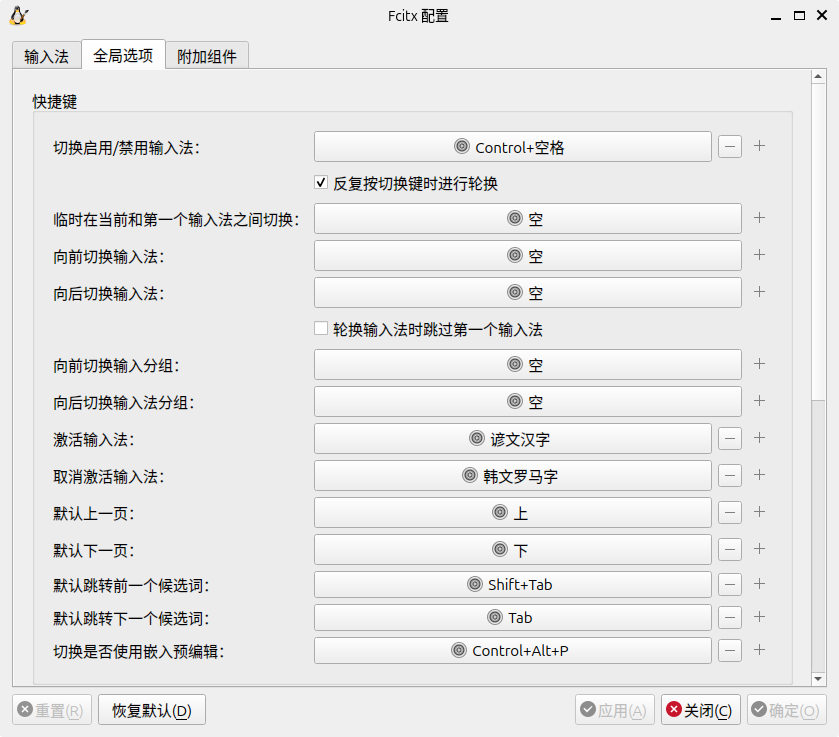 Fcitx 配置
输入法 全局选项 附加组件
快捷键
切换启用/禁用输入法: Control+空格
反复按切换键时进行轮换
临时在当前和第一个输入法之间切换: 空
向前切换输入法: 空
向后切换输入法: 空
轮换输入法时跳过第一个输入法
向前切换输入分组: 空
向后切换输入法分组: 空
激活输入法: 谚文汉字
取消激活输入法: 韩文罗马字
默认上一页: 上
默认下一页: 下
默认跳转前一个候选词: Shift+Tab
默认跳转下一个候选词: Tab
切换是否使用嵌入预编辑: Control+Alt+P
重置(R) 恢复默认(D) 应用(A) 关闭(C) 确定(O)